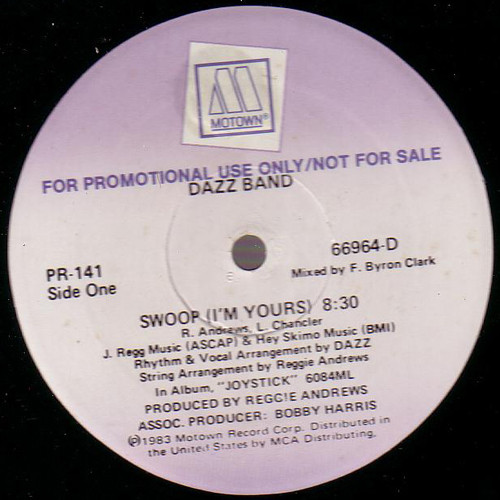 MOTOWN®
FOR PROMOTIONAL USE ONLY/NOT FOR SALE
DAZZ BAND
PR-141
Side One
66964-D
Mixed by F. Byron Clark
SWOOP (I'M YOURS) 8:30
R. Andrews, L. Chancler
J. Regg Music (ASCAP) & Hey Skimo Music (BMI)
Rhythm & Vocal Arrangement by DAZZ
String Arrangement by Reggie Andrews
In Album, "JOYSTICK" 6084ML
PRODUCED BY REGGIE ANDREWS
ASSOC. PRODUCER: BOBBY HARRIS
℗1983 Motown Record Corp. Distributed in
the United States by MCA Distributing.